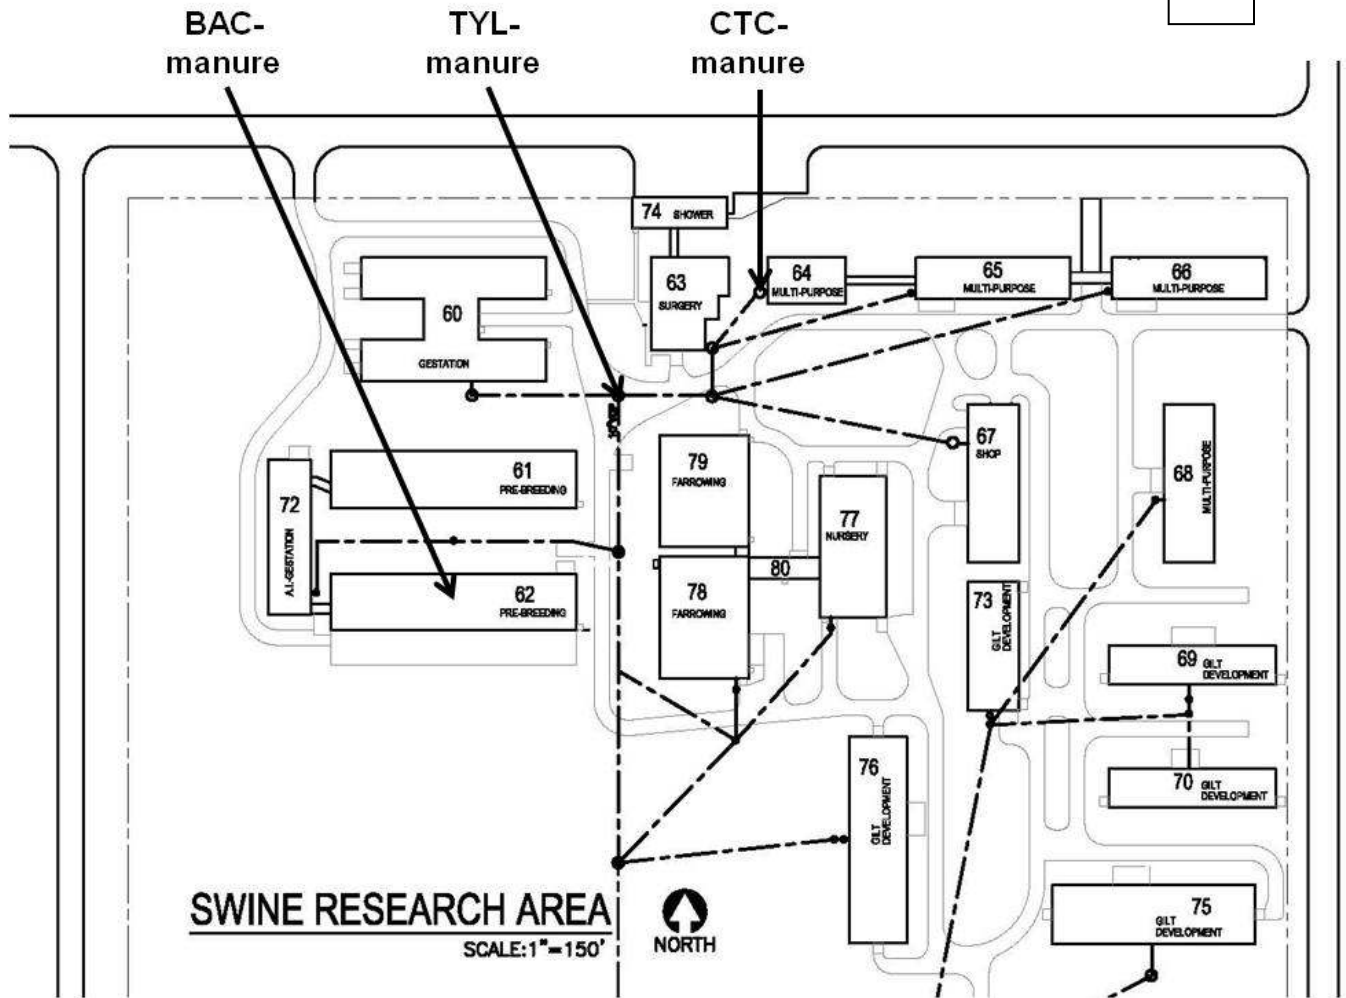 BAC-
manure
TYL-
manure
CTC-
manure
74 SHOWER
63
SURGERY
64
MULTI-PURPOSE
65
MULTI-PURPOSE
66
MULTI-PURPOSE
60
GESTATION
67
SHOP
68
MULTI-PURPOSE
61
PRE-BREEDING
79
FARROWING
72
A.I.-GESTATION
77
NURSERY
80
62
PRE-BREEDING
78
FARROWING
73
GILT
DEVELOPMENT
69 GILT
DEVELOPMENT
70 GILT
DEVELOPMENT
76
GILT
DEVELOPMENT
75
GILT
DEVELOPMENT
SWINE RESEARCH AREA
SCALE:1"=150'
NORTH